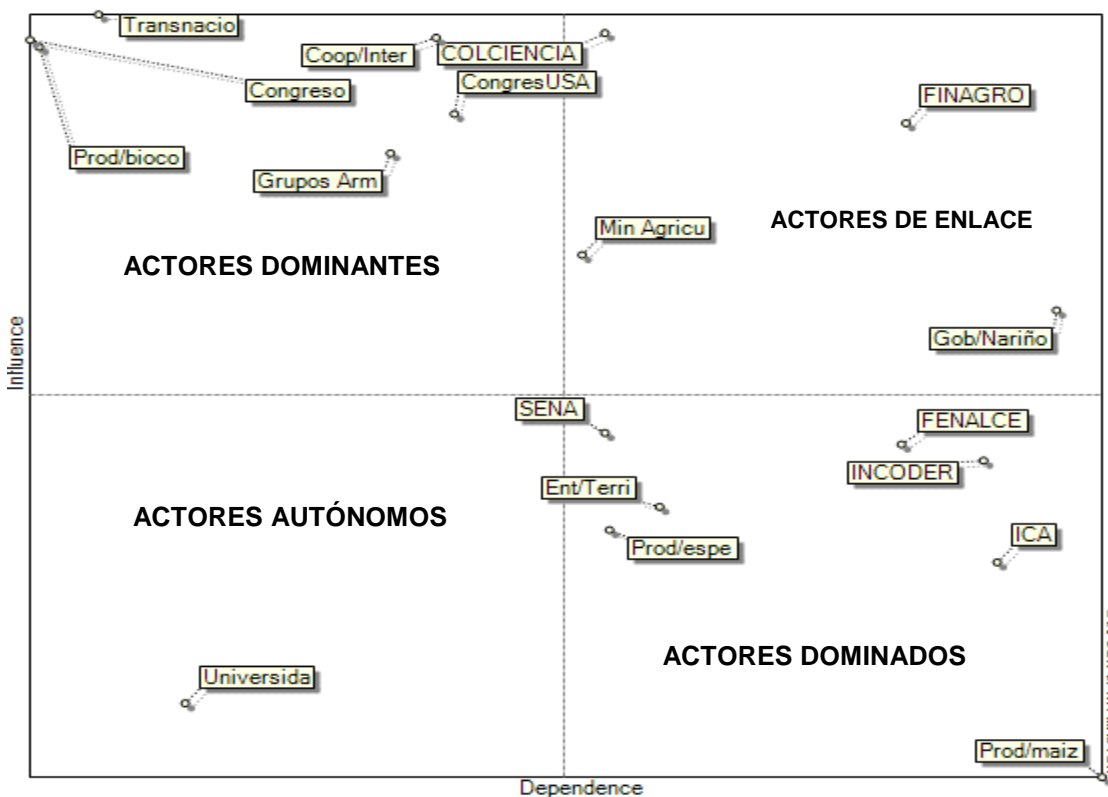 Transnacio
Coop/Inter
COLCIENCIA
CongresUSA
Congreso
FINAGRO
Prod/bioco
Grupos Arm
Min Agricu
ACTORES DE ENLACE
ACTORES DOMINANTES
Gob/Nariño
Influence
SENA
FENALCE
INCODER
Ent/Terri
ACTORES AUTÓNOMOS
Prod/espe
ICA
ACTORES DOMINADOS
Universida
Prod/maiz
Dependence